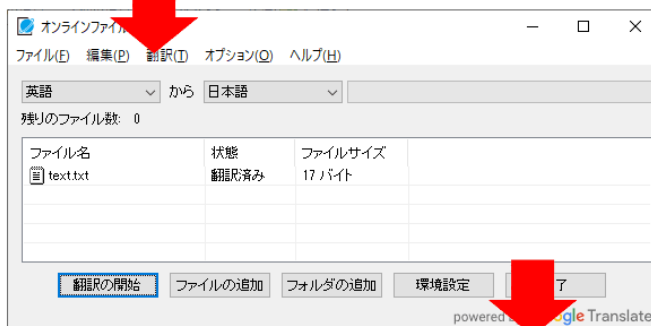 オンラインファイル
ファイル(F) 編集(P) 翻訳(T) オプション(O) ヘルプ(H)
英語 から 日本語
残りのファイル数: 0
ファイル名 状態 ファイルサイズ
text.txt 翻訳済み 17 バイト
翻訳の開始 ファイルの追加 フォルダの追加 環境設定 了
powered gle Translate